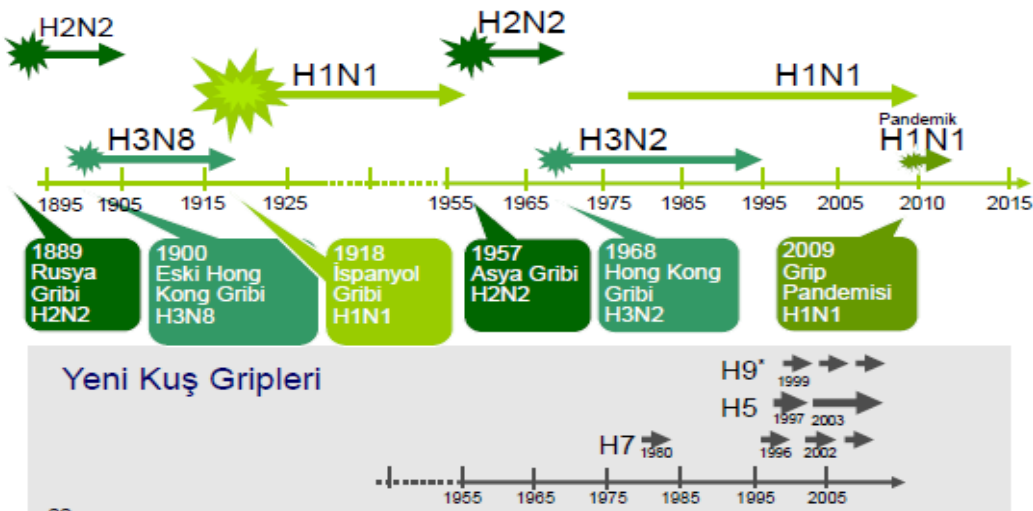 H2N2
H2N2
H1N1
H1N1
Pandemik
H3N8
H3N2
H1N1
1895 1905 1915 1925 1955 1965 1975 1985 1995 2005 2010 2015
1889
Rusya
Gribi
H2N2
1900
Eski Hong
Kong Gribi
H3N8
1918
İspanyol
Gribi
H1N1
1957
Asya Gribi
H2N2
1968
Hong Kong
Gribi
H3N2
2009
Grip
Pandemisi
H1N1
Yeni Kuş Gripleri
H9*
1999
H5
1997 2003
H7
1980
1996 2002
1955 1965 1975 1985 1995 2005